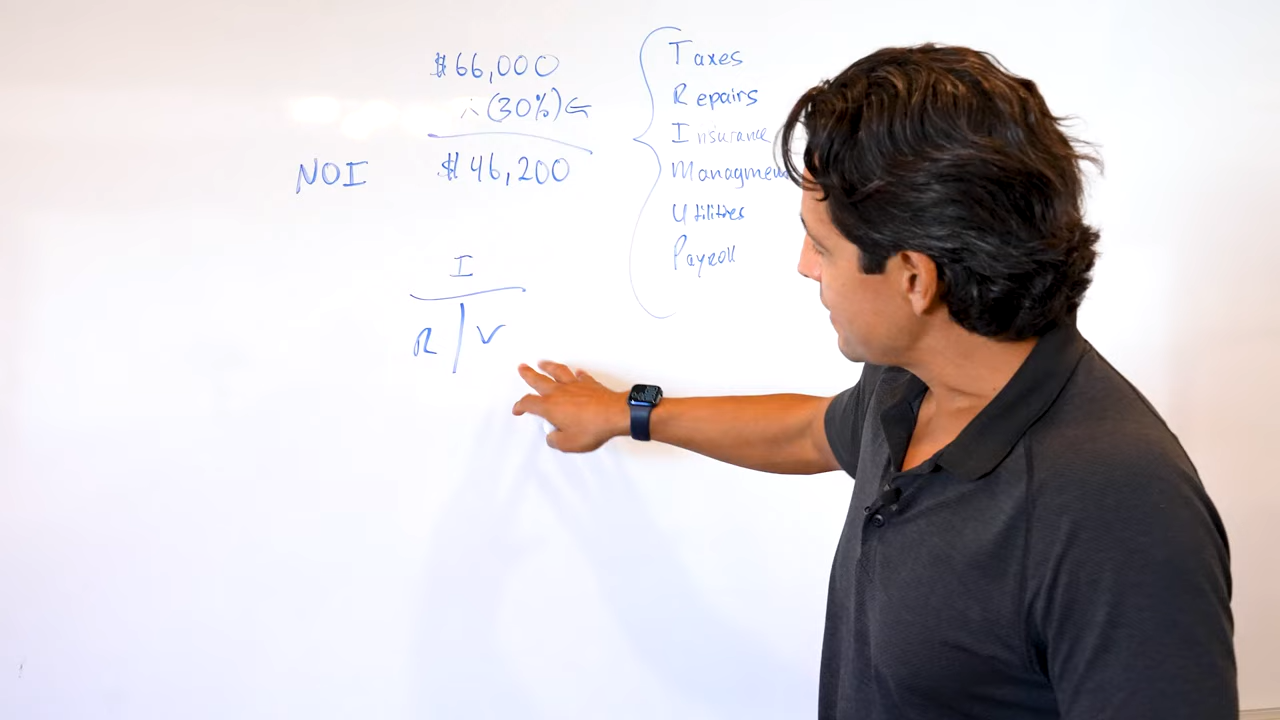 $66,000
(30%)
NOI $46,200
I
R | V
Taxes
Repairs
Insurance
Utilities
Payroll